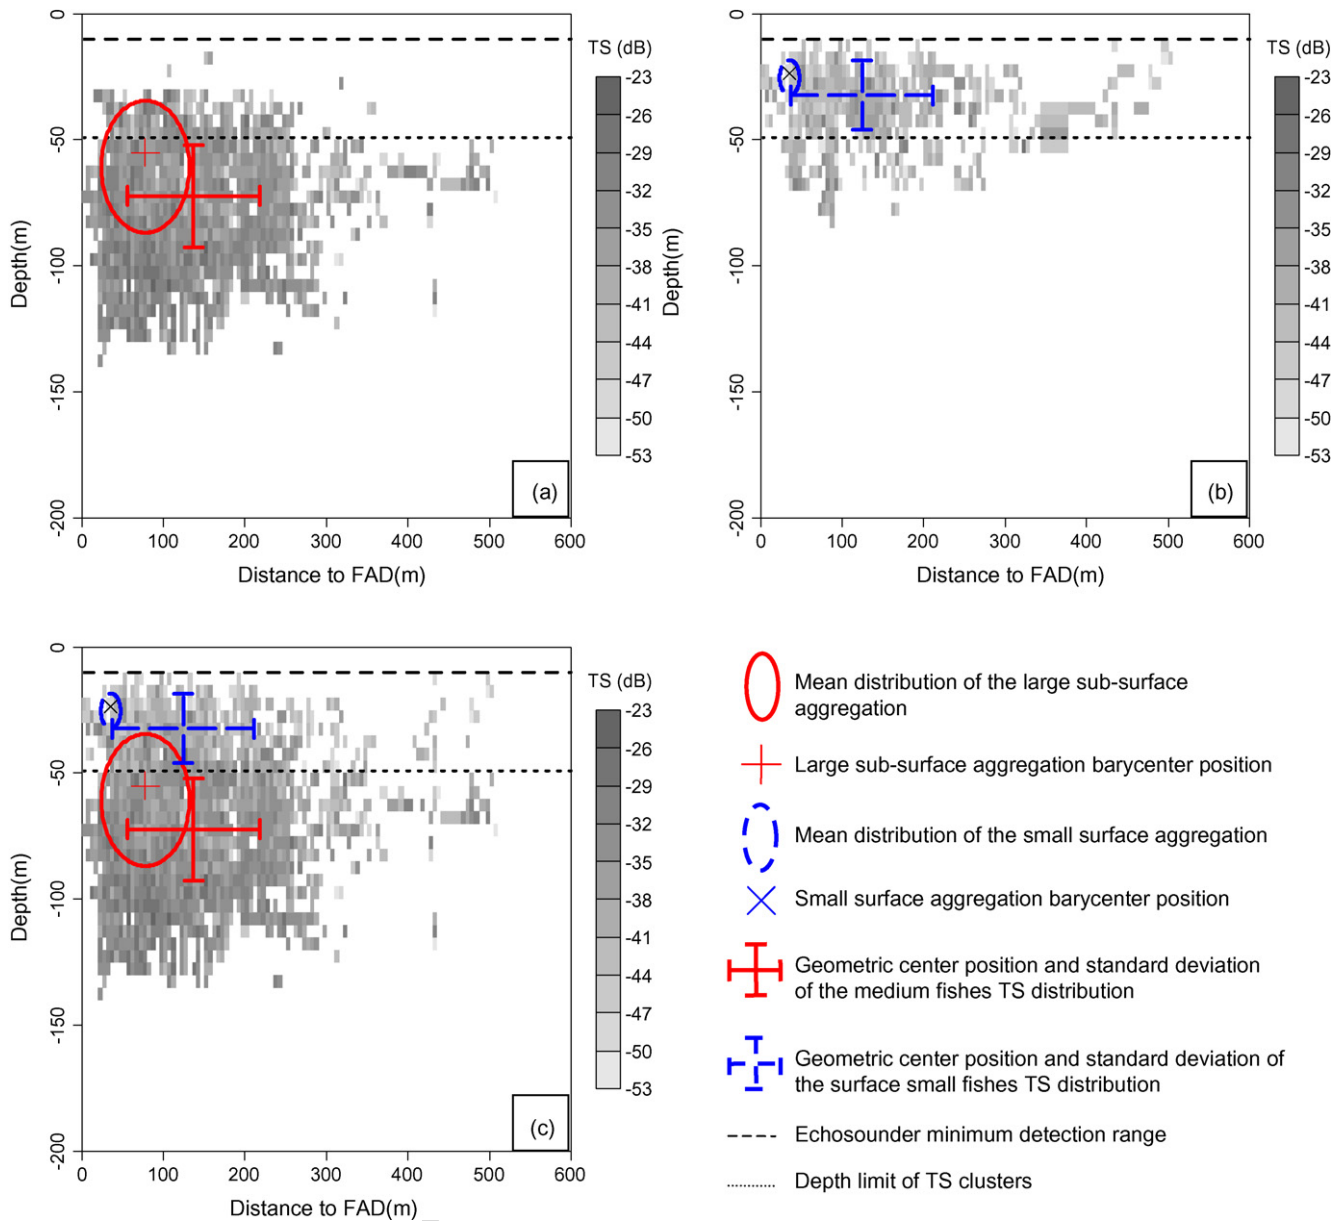 TS (dB)
-23
-26
-29
-32
-35
-38
-41
-44
-47
-50
-53
0
-50
-100
-150
-200
Depth(m)
0 100 200 300 400 500 600
Distance to FAD(m)
(a)
TS (dB)
-23
-26
-29
-32
-35
-38
-41
-44
-47
-50
-53
0
-50
-100
-150
-200
Depth(m)
0 100 200 300 400 500 600
Distance to FAD(m)
(b)
TS (dB)
-23
-26
-29
-32
-35
-38
-41
-44
-47
-50
-53
0
-50
-100
-150
-200
Depth(m)
0 100 200 300 400 500 600
Distance to FAD(m)
(c)
Mean distribution of the large sub-surface
aggregation
Large sub-surface aggregation barycenter position
Mean distribution of the small surface aggregation
Small surface aggregation barycenter position
Geometric center position and standard deviation
of the medium fishes TS distribution
Geometric center position and standard deviation of
the surface small fishes TS distribution
Echosounder minimum detection range
Depth limit of TS clusters